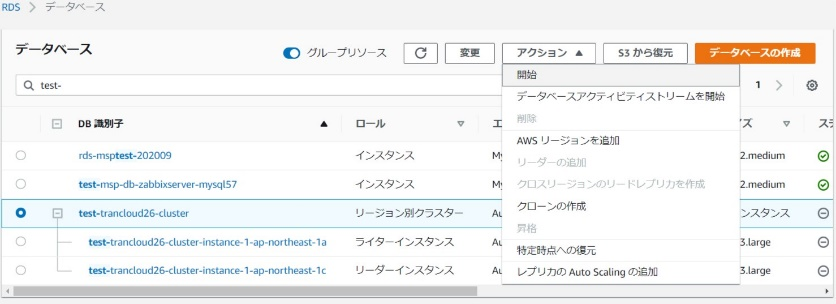 RDS > データベース
データベース
グループリソース
変更
アクション ▲
S3 から復元
データベースの作成
test-
1
開始
データベースアクティビティストリームを開始
削除
AWS リージョンを追加
リーダーの追加
クロスリージョンのリードレプリカを作成
クローンの作成
昇格
特定時点への復元
レプリカの Auto Scaling の追加
DB 識別子 ▲ ロール エ イズ ステ
rds-msptest-202009 インスタンス My 2.medium
test-msp-db-zabbixserver-mysql57 インスタンス My 2.medium
test-trancloud26-cluster リージョン別クラスター Au インスタンス
test-trancloud26-cluster-instance-1-ap-northeast-1a ライターインスタンス Au 3.large
test-trancloud26-cluster-instance-1-ap-northeast-1c リーダーインスタンス Au 3.large